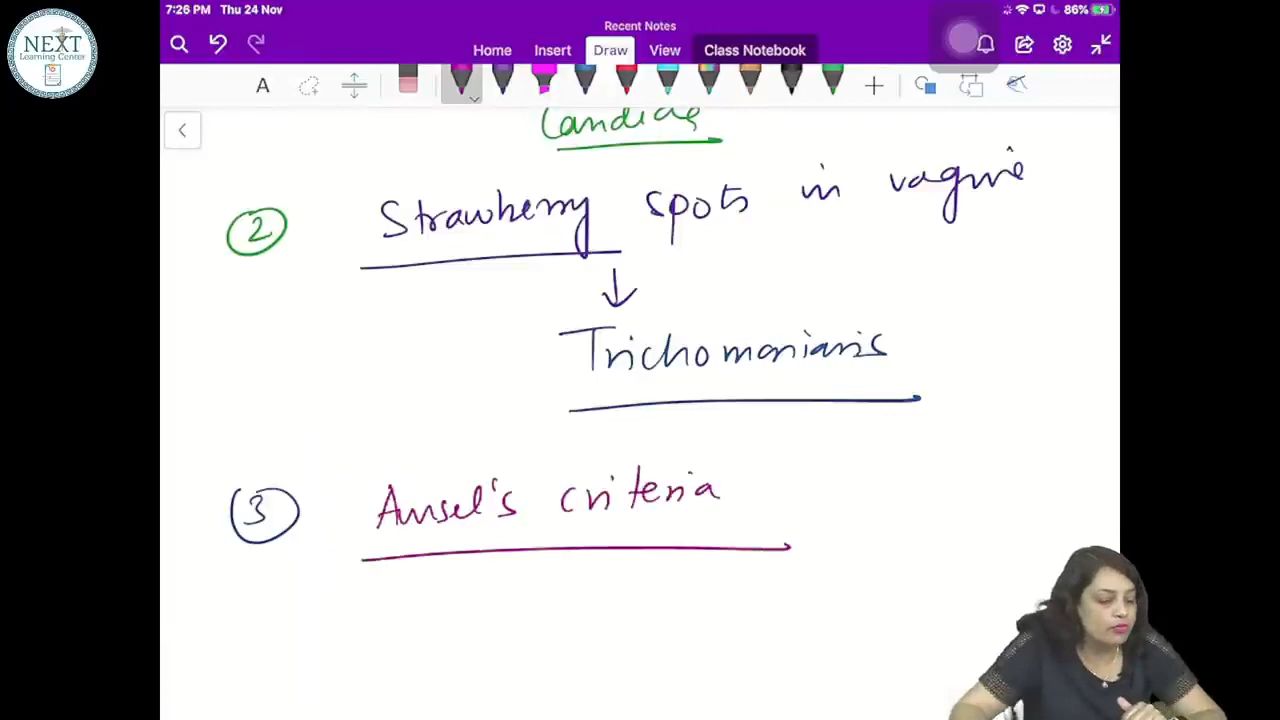 7:26 PM Thu 24 Nov
86%
Recent Notes
NEXT
Learning Center
Home Insert Draw View Class Notebook
A
Candida
2 Strawberry spots in vagina
↓
Trichomoniasis
3 Amsel's criteria